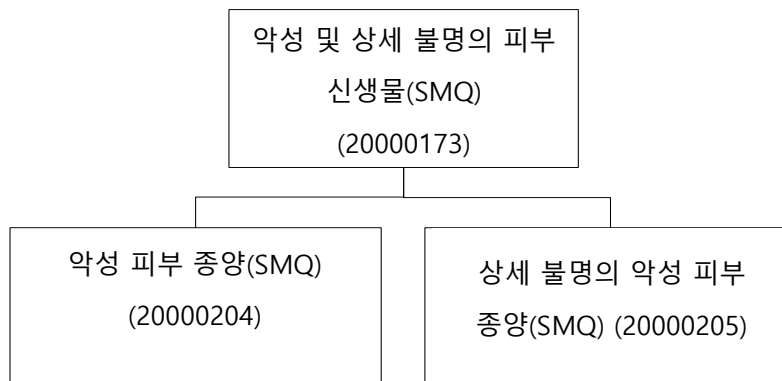 악성 및 상세 불명의 피부
신생물(SMQ)
(20000173)
악성 피부 종양(SMQ)
(20000204)
상세 불명의 악성 피부
종양(SMQ) (20000205)